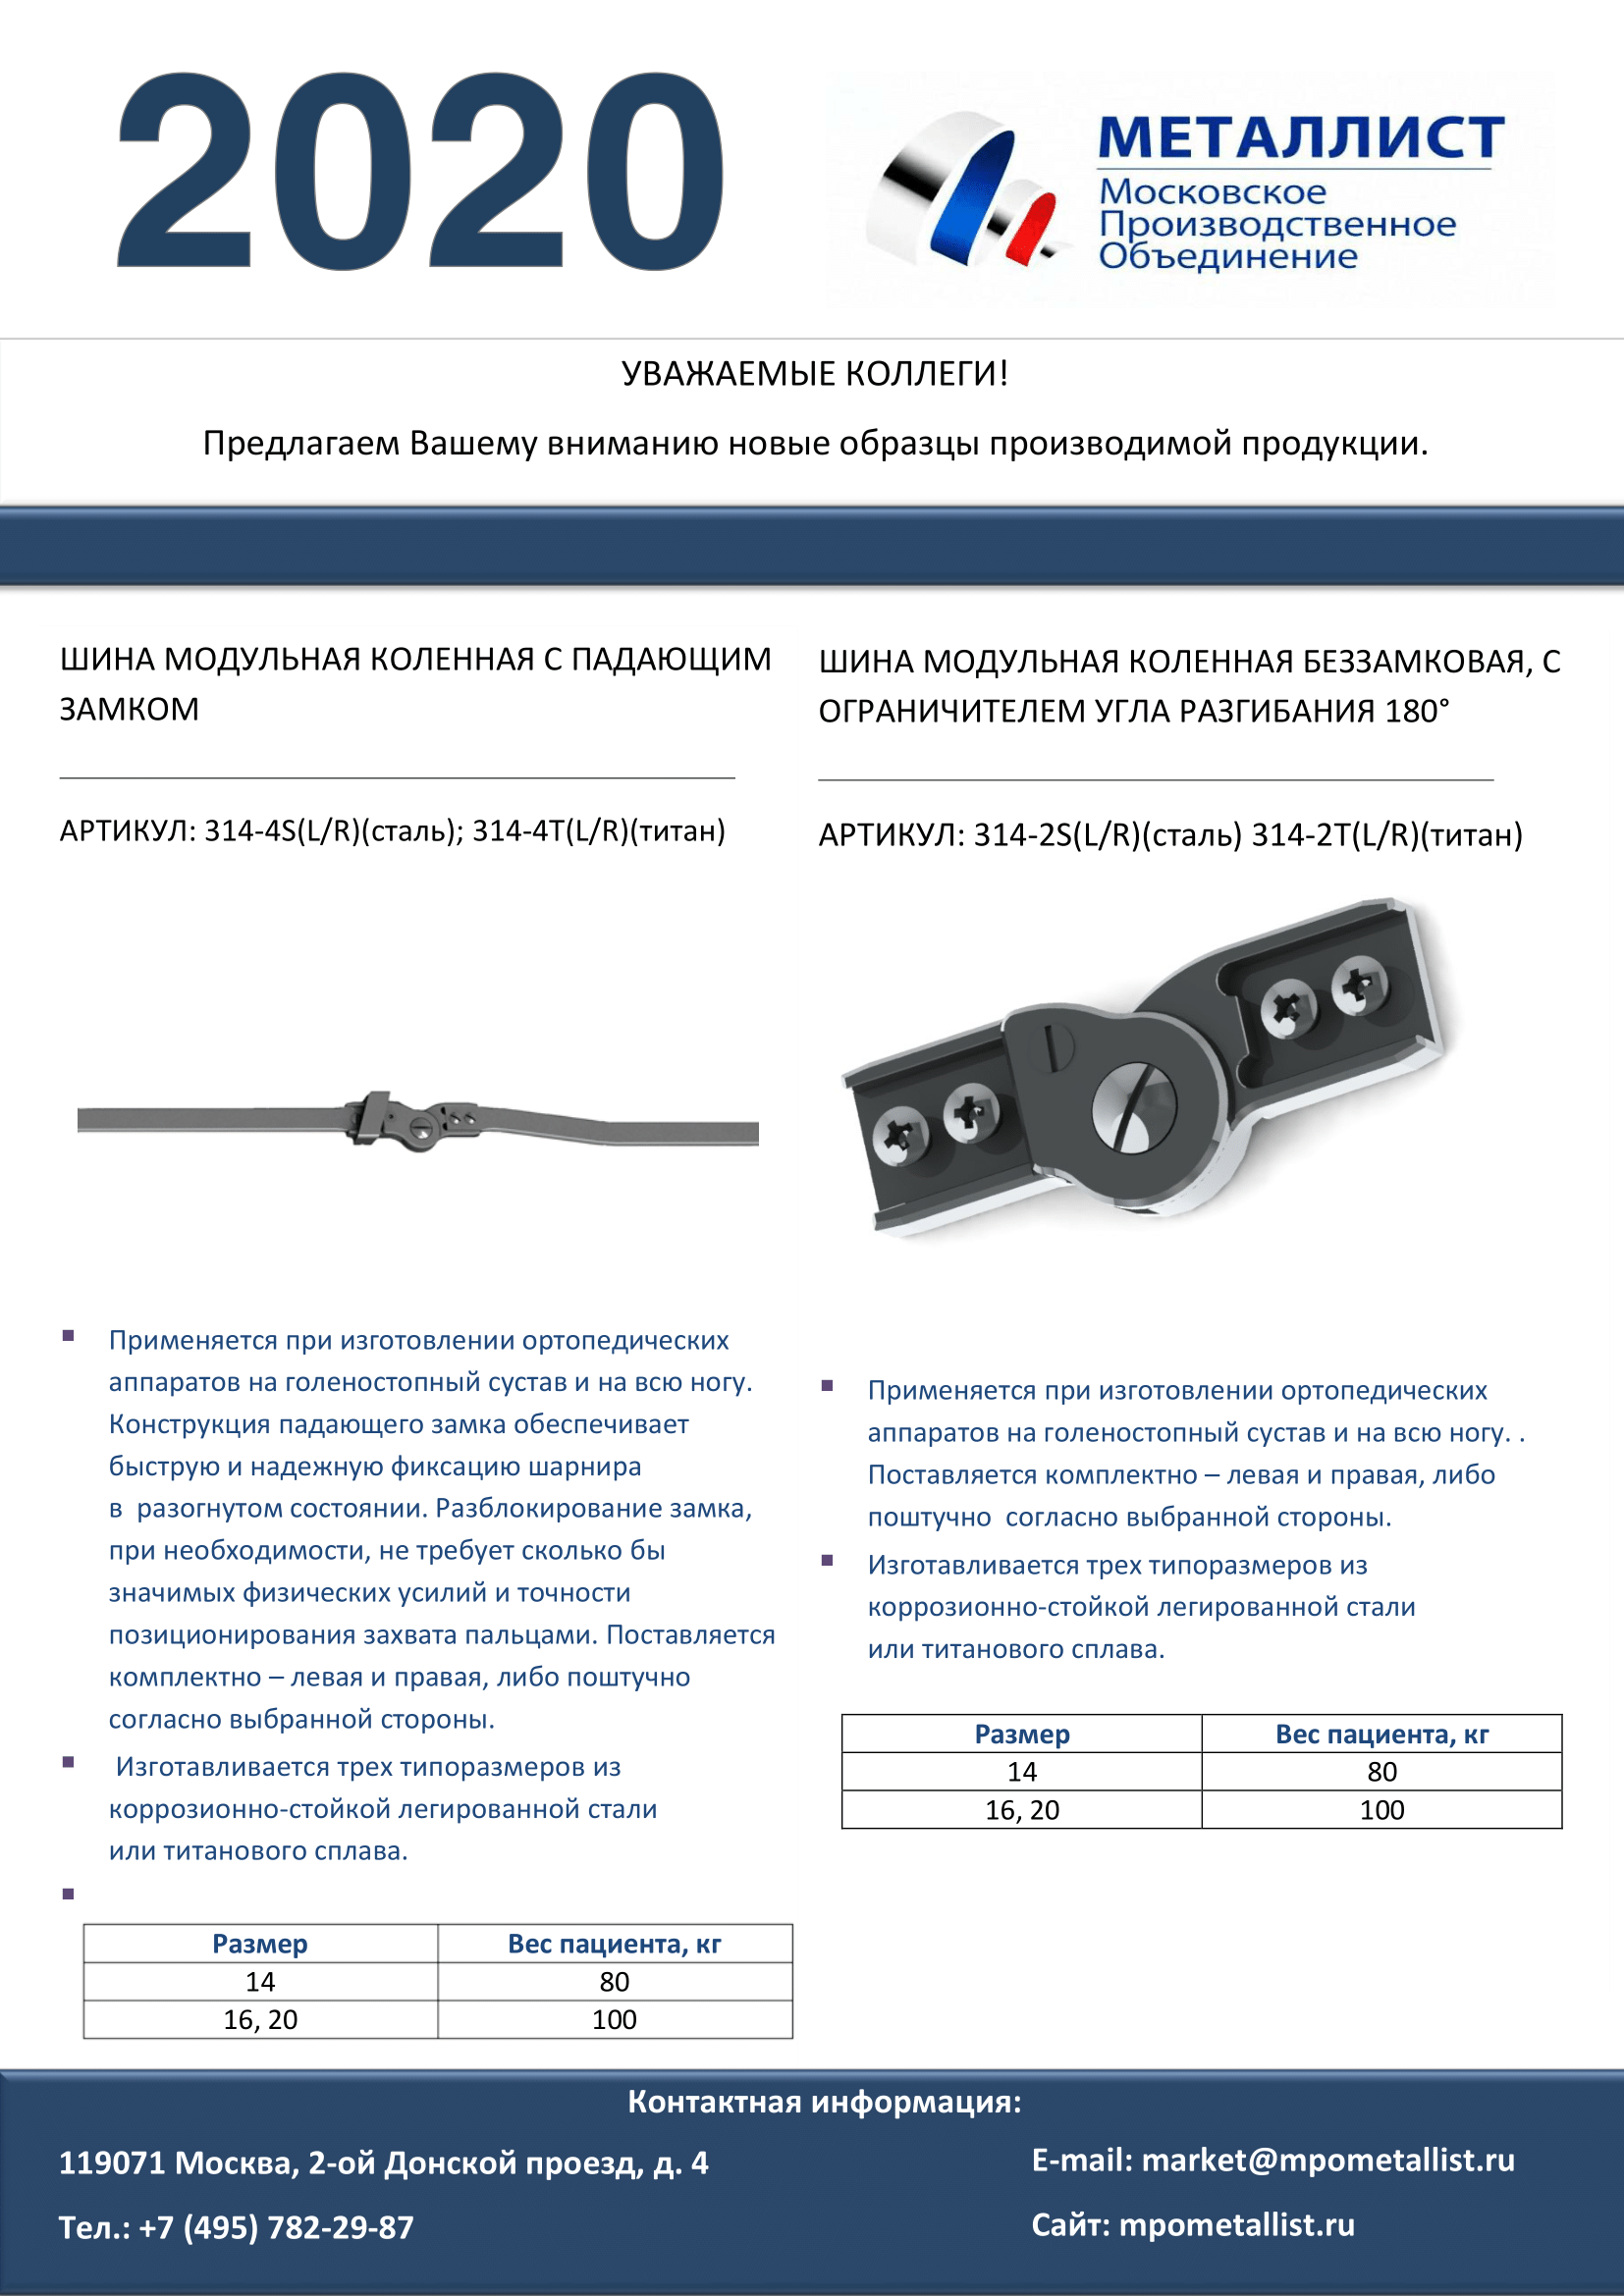 2020
МЕТАЛЛИСТ
Московское
Производственное
Объединение
УВАЖАЕМЫЕ КОЛЛЕГИ!
Предлагаем Вашему вниманию новые образцы производимой продукции.
ШИНА МОДУЛЬНАЯ КОЛЕННАЯ С ПАДАЮЩИМ
ЗАМКОМ
АРТИКУЛ: 314-4S(L/R)(сталь); 314-4T(L/R)(титан)
▪ Применяется при изготовлении ортопедических
аппаратов на голеностопный сустав и на всю ногу.
Конструкция падающего замка обеспечивает
быструю и надежную фиксацию шарнира
в  разогнутом состоянии. Разблокирование замка,
при необходимости, не требует сколько бы
значимых физических усилий и точности
позиционирования захвата пальцами. Поставляется
комплектно – левая и правая, либо поштучно
согласно выбранной стороны.
▪ Изготавливается трех типоразмеров из
коррозионно-стойкой легированной стали
или титанового сплава.
▪
Размер Вес пациента, кг
14 80
16, 20 100
ШИНА МОДУЛЬНАЯ КОЛЕННАЯ БЕЗЗАМКОВАЯ, С
ОГРАНИЧИТЕЛЕМ УГЛА РАЗГИБАНИЯ 180°
АРТИКУЛ: 314-2S(L/R)(сталь) 314-2T(L/R)(титан)
▪ Применяется при изготовлении ортопедических
аппаратов на голеностопный сустав и на всю ногу. .
Поставляется комплектно – левая и правая, либо
поштучно  согласно выбранной стороны.
▪ Изготавливается трех типоразмеров из
коррозионно-стойкой легированной стали
или титанового сплава.
Размер Вес пациента, кг
14 80
16, 20 100
Контактная информация:
119071 Москва, 2-ой Донской проезд, д. 4
Тел.: +7 (495) 782-29-87
E-mail: market@mpometallist.ru
Сайт: mpometallist.ru